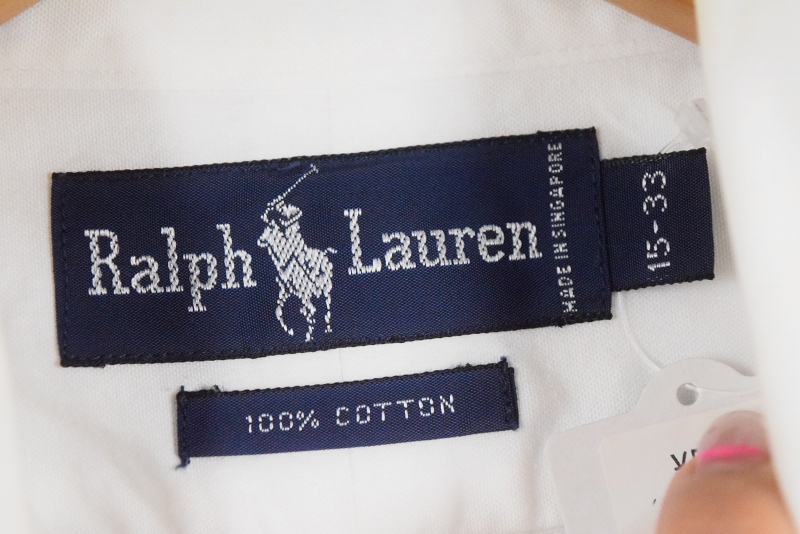 Ralph Lauren
MADE IN SINGAPORE
15-33
100% COTTON